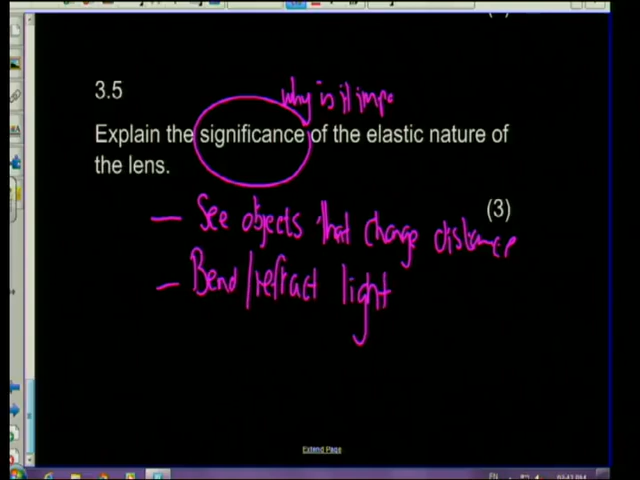 3.5
why is it impo
Explain the significance of the elastic nature of
the lens.
(3)
— See objects that change distance
— Bend/refract light
Extend Page
EN